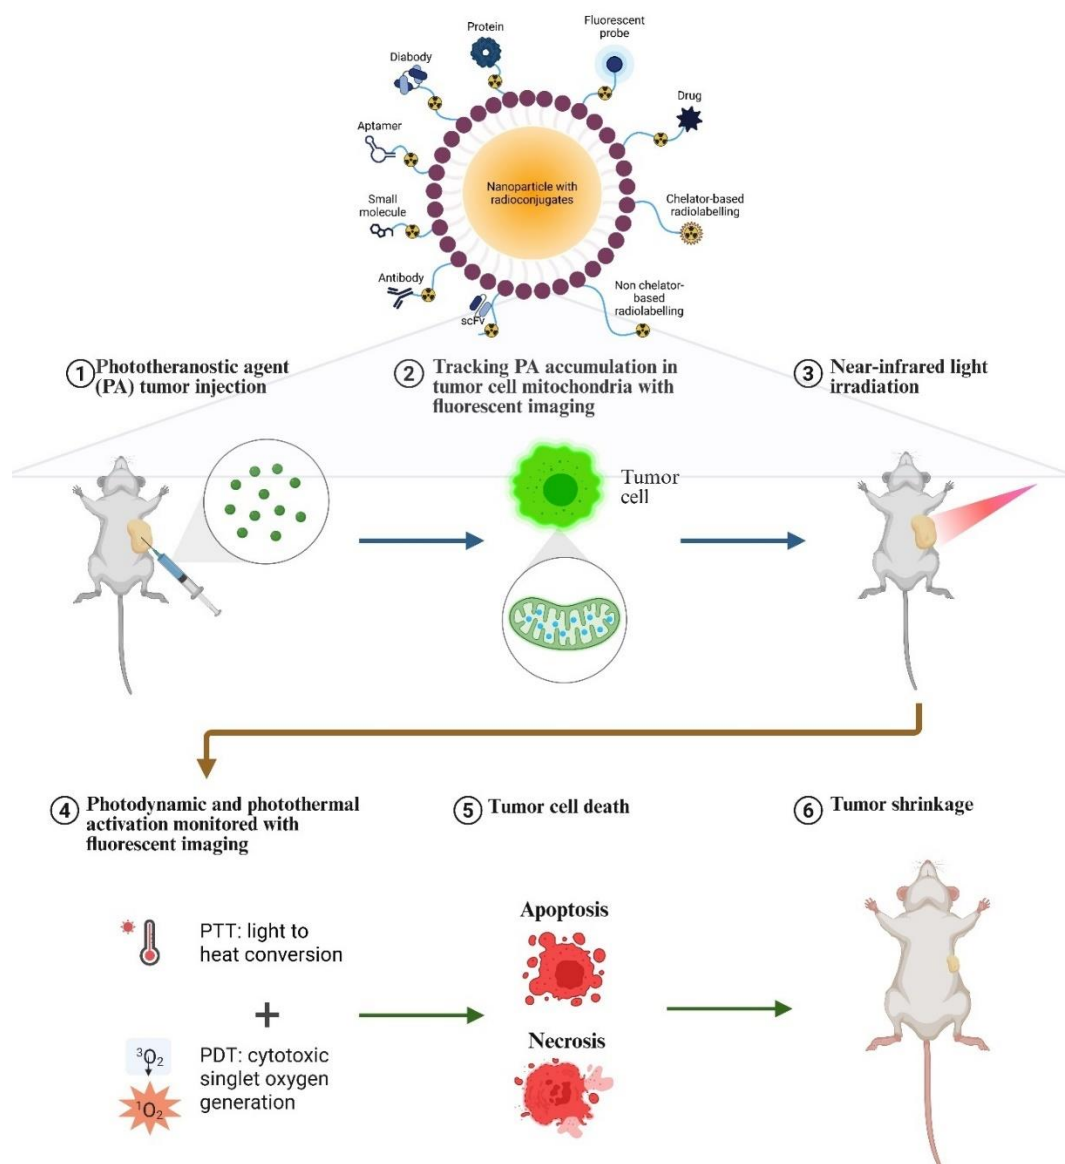 Protein
Fluorescent
probe
Diabody
Drug
Aptamer
Nanoparticle with
radioconjugates
Small
molecule
Chelator-based
radiolabelling
Antibody
scFv
Non chelator-
based
radiolabelling
1 Phototheranostic agent
(PA) tumor injection
2 Tracking PA accumulation in
tumor cell mitochondria with
fluorescent imaging
3 Near-infrared light
irradiation
Tumor
cell
4 Photodynamic and photothermal
activation monitored with
fluorescent imaging
5 Tumor cell death
6 Tumor shrinkage
PTT: light to
heat conversion
+
³O₂
¹O₂
PDT: cytotoxic
singlet oxygen
generation
Apoptosis
Necrosis